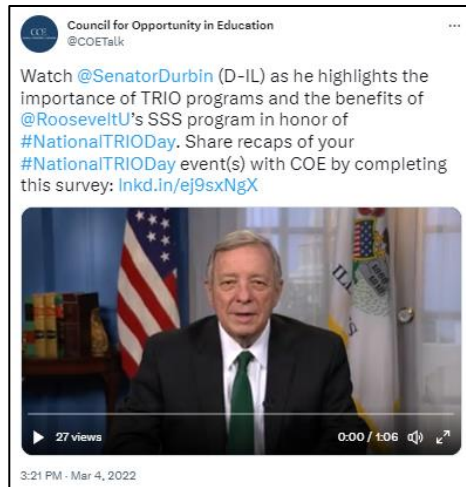 Council for Opportunity in Education
@COETalk
Watch @SenatorDurbin (D-IL) as he highlights the
importance of TRIO programs and the benefits of
@RooseveltU's SSS program in honor of
#NationalTRIODay. Share recaps of your
#NationalTRIODay event(s) with COE by completing
this survey: lnkd.in/ej9sxNgX
27 views
0:00 / 1:06
3:21 PM · Mar 4, 2022